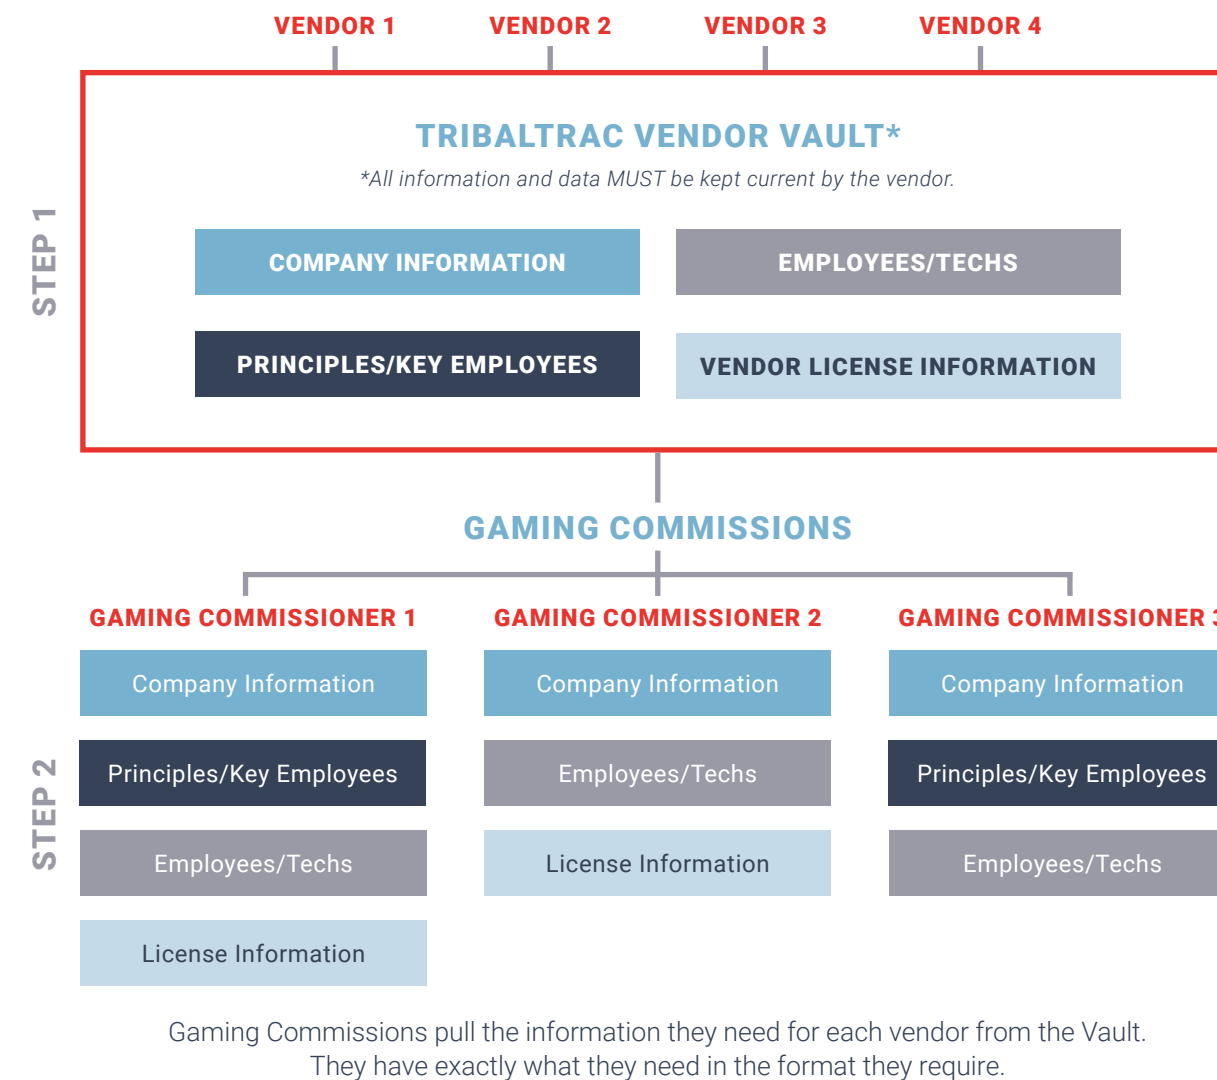 VENDOR 1
VENDOR 2
VENDOR 3
VENDOR 4
STEP 1
TRIBALTRAC VENDOR VAULT*
*All information and data MUST be kept current by the vendor.
COMPANY INFORMATION
EMPLOYEES/TECHS
PRINCIPLES/KEY EMPLOYEES
VENDOR LICENSE INFORMATION
GAMING COMMISSIONS
STEP 2
GAMING COMMISSIONER 1
Company Information
Principles/Key Employees
Employees/Techs
License Information
GAMING COMMISSIONER 2
Company Information
Employees/Techs
License Information
GAMING COMMISSIONER 3
Company Information
Principles/Key Employees
Employees/Techs
Gaming Commissions pull the information they need for each vendor from the Vault.
They have exactly what they need in the format they require.